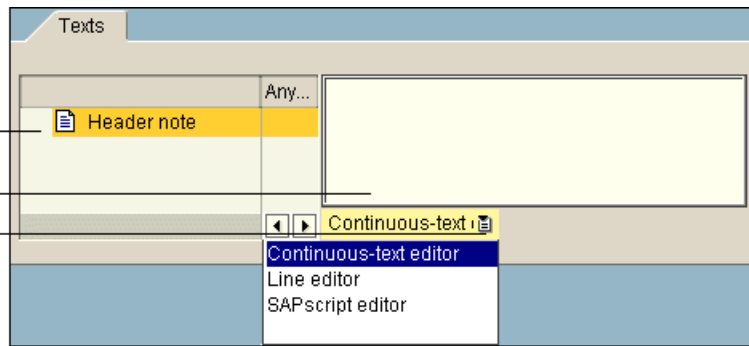 Texts
Any...
Header note
Continuous-text
Continuous-text editor
Line editor
SAPscript editor